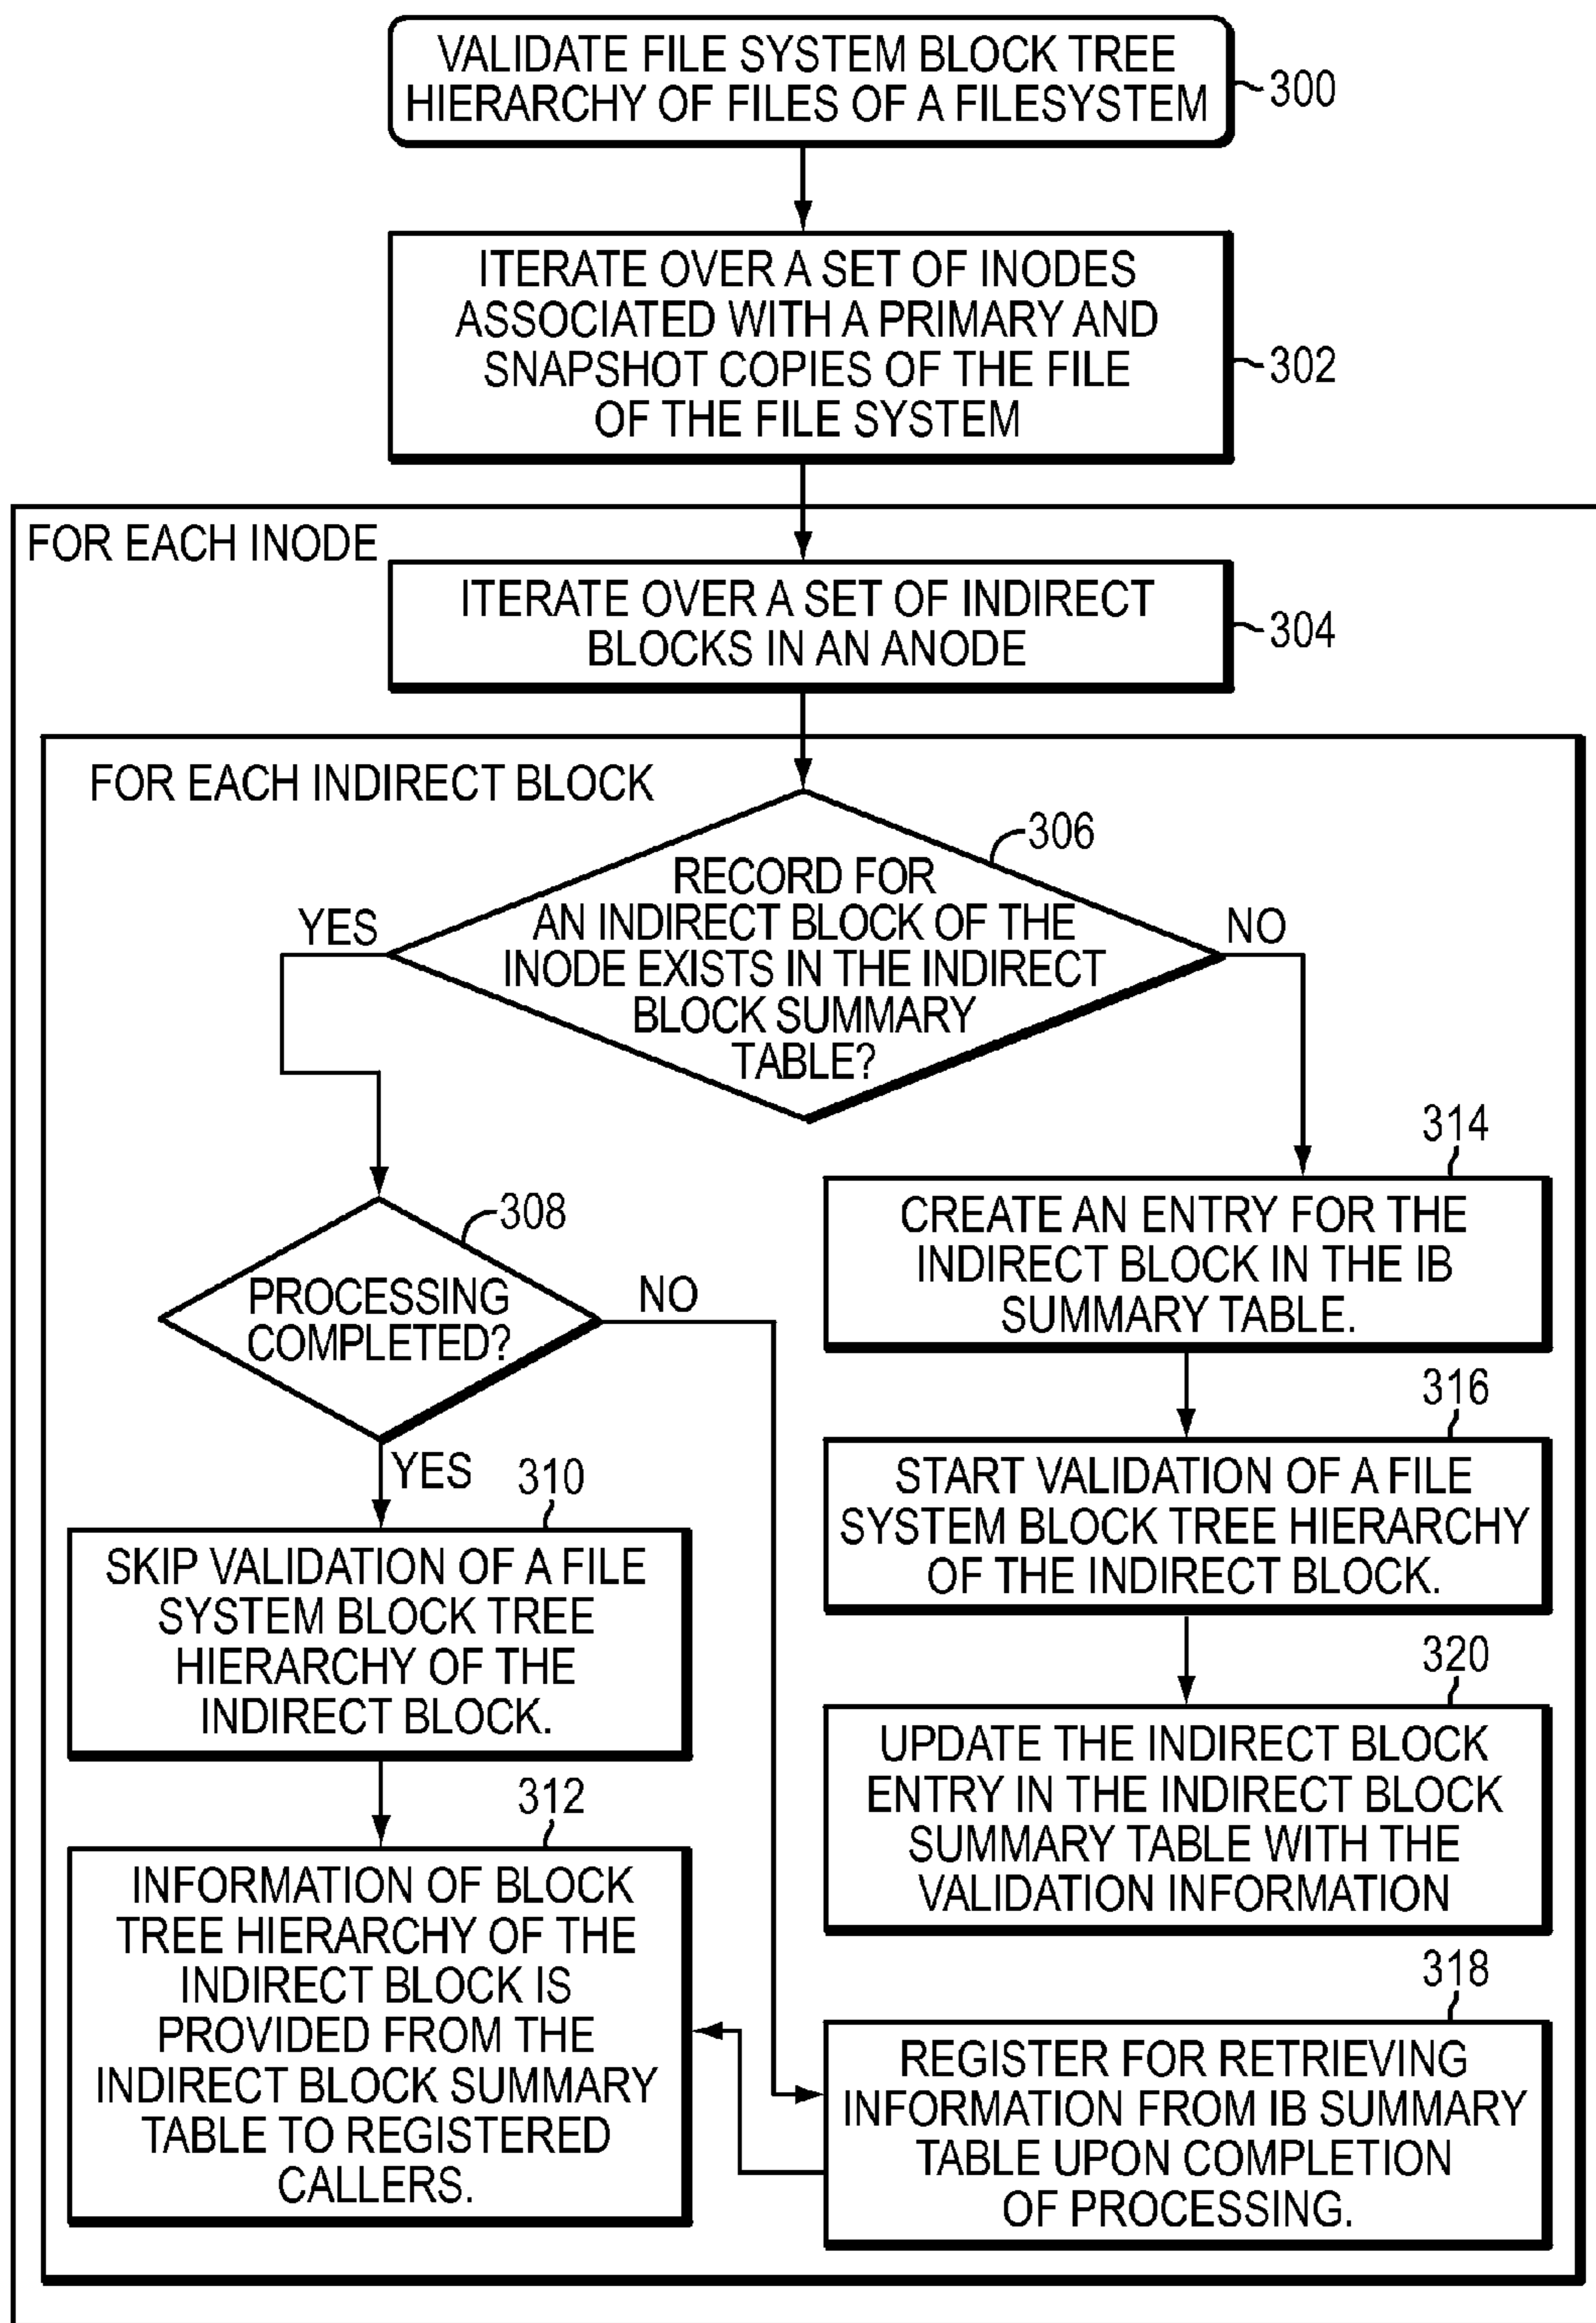 VALIDATE FILE SYSTEM BLOCK TREE
HIERARCHY OF FILES OF A FILESYSTEM
300
ITERATE OVER A SET OF INODES
ASSOCIATED WITH A PRIMARY AND
SNAPSHOT COPIES OF THE FILE
OF THE FILE SYSTEM
302
FOR EACH INODE
ITERATE OVER A SET OF INDIRECT
BLOCKS IN AN ANODE
304
FOR EACH INDIRECT BLOCK
306
RECORD FOR
AN INDIRECT BLOCK OF THE
INODE EXISTS IN THE INDIRECT
BLOCK SUMMARY
TABLE?
YES
NO
308
PROCESSING
COMPLETED?
NO
YES
310
SKIP VALIDATION OF A FILE
SYSTEM BLOCK TREE
HIERARCHY OF THE
INDIRECT BLOCK.
312
INFORMATION OF BLOCK
TREE HIERARCHY OF THE
INDIRECT BLOCK IS
PROVIDED FROM THE
INDIRECT BLOCK SUMMARY
TABLE TO REGISTERED
CALLERS.
314
CREATE AN ENTRY FOR THE
INDIRECT BLOCK IN THE IB
SUMMARY TABLE.
316
START VALIDATION OF A FILE
SYSTEM BLOCK TREE HIERARCHY
OF THE INDIRECT BLOCK.
320
UPDATE THE INDIRECT BLOCK
ENTRY IN THE INDIRECT BLOCK
SUMMARY TABLE WITH THE
VALIDATION INFORMATION
318
REGISTER FOR RETRIEVING
INFORMATION FROM IB SUMMARY
TABLE UPON COMPLETION
OF PROCESSING.